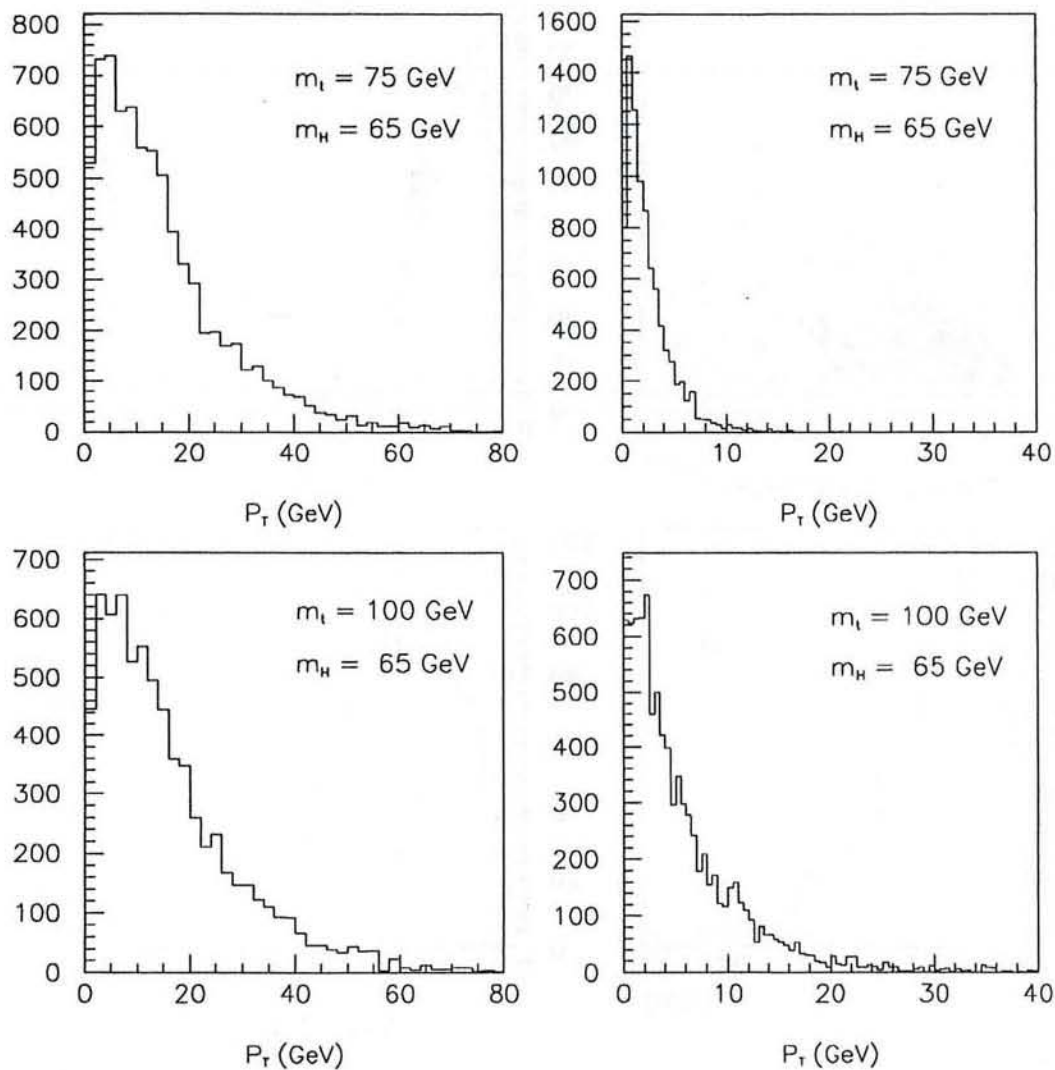 800
700
600
500
400
300
200
100
0
m_t = 75 GeV
m_H = 65 GeV
0 20 40 60 80
P_T (GeV)
1600
1400
1200
1000
800
600
400
200
0
m_t = 75 GeV
m_H = 65 GeV
0 10 20 30 40
P_T (GeV)
700
600
500
400
300
200
100
0
m_t = 100 GeV
m_H = 65 GeV
0 20 40 60 80
P_T (GeV)
700
600
500
400
300
200
100
0
m_t = 100 GeV
m_H = 65 GeV
0 10 20 30 40
P_T (GeV)